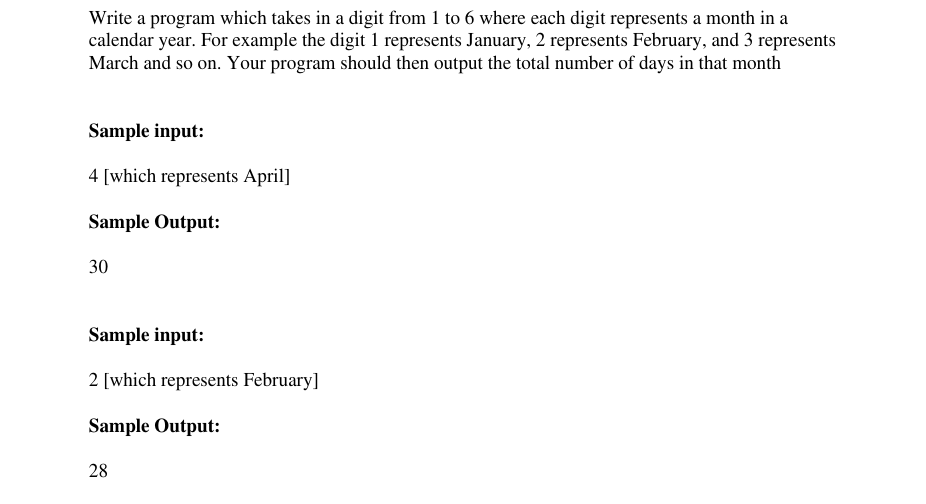 Write a program which takes in a digit from 1 to 6 where each digit represents a month in a
calendar year. For example the digit 1 represents January, 2 represents February, and 3 represents
March and so on. Your program should then output the total number of days in that month
Sample input:
4 [which represents April]
Sample Output:
30
Sample input:
2 [which represents February]
Sample Output:
28